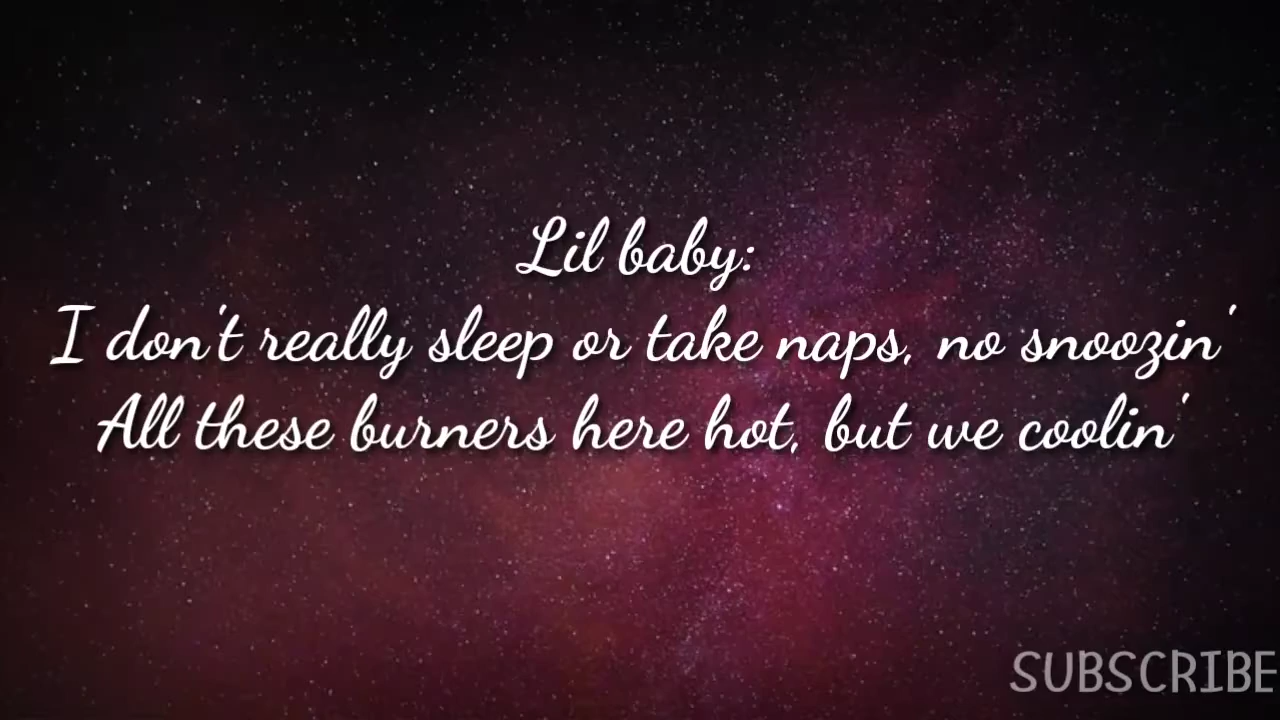 Lil baby:
I don't really sleep or take naps, no snoozin'
All these burners here hot, but we coolin'
SUBSCRIBE